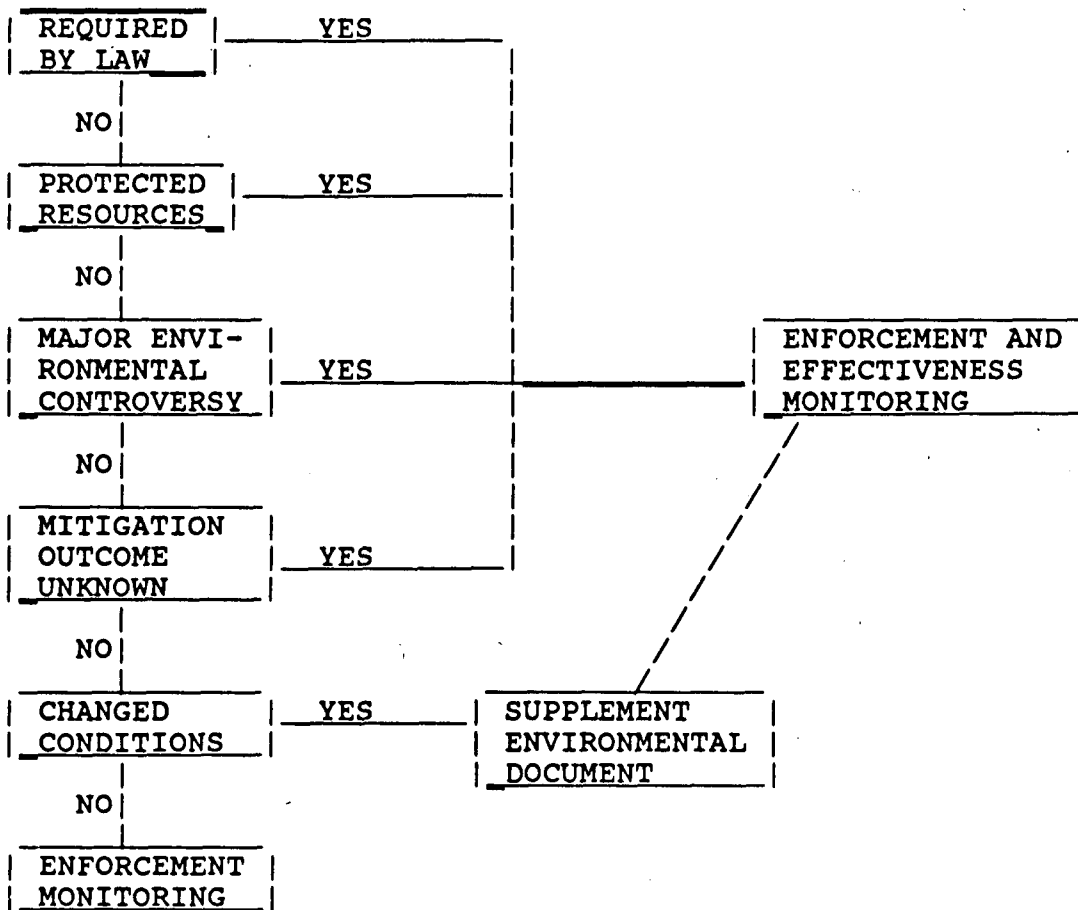 REQUIRED YES
BY LAW
NO
PROTECTED YES
RESOURCES
NO
MAJOR ENVI-
RONMENTAL YES
CONTROVERSY
ENFORCEMENT AND
EFFECTIVENESS
MONITORING
NO
MITIGATION
OUTCOME YES
UNKNOWN
NO
CHANGED YES
CONDITIONS
SUPPLEMENT
ENVIRONMENTAL
DOCUMENT
NO
ENFORCEMENT
MONITORING